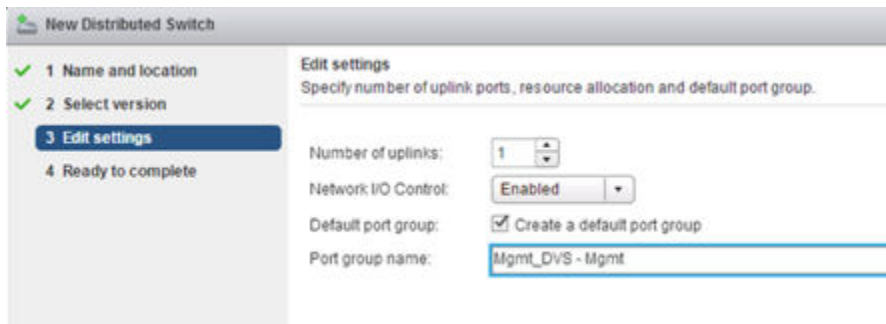 New Distributed Switch
1 Name and location
2 Select version
3 Edit settings
4 Ready to complete
Edit settings
Specify number of uplink ports, resource allocation and default port group.
Number of uplinks: 1
Network I/O Control: Enabled
Default port group: Create a default port group
Port group name: Mgmt_DVS - Mgmt